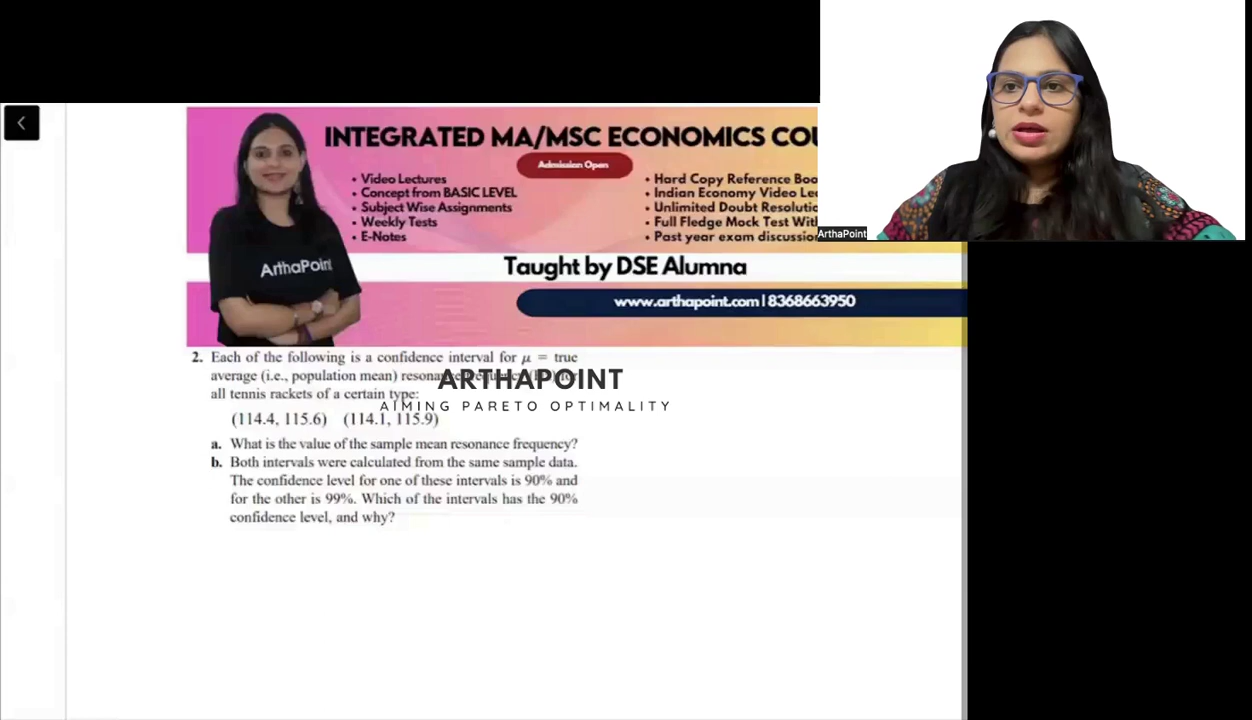 INTEGRATED MA/MSC ECONOMICS COU
Admission Open
• Video Lectures
• Concept from BASIC LEVEL
• Subject Wise Assignments
• Weekly Tests
• E-Notes
• Hard Copy Reference Boo
• Indian Economy Video Le
• Unlimited Doubt Resolutio
• Full Fledge Mock Test With
• Past year exam discussion
ArthaPoint
ArthaPoint
Taught by DSE Alumna
www.arthapoint.com | 8368663950
2. Each of the following is a confidence interval for μ = true
average (i.e., population mean) resonance frequency (Hz) for
all tennis rackets of a certain type:
ARTHAPOINT
AIMING PARETO OPTIMALITY
(114.4, 115.6) (114.1, 115.9)
a. What is the value of the sample mean resonance frequency?
b. Both intervals were calculated from the same sample data.
The confidence level for one of these intervals is 90% and
for the other is 99%. Which of the intervals has the 90%
confidence level, and why?